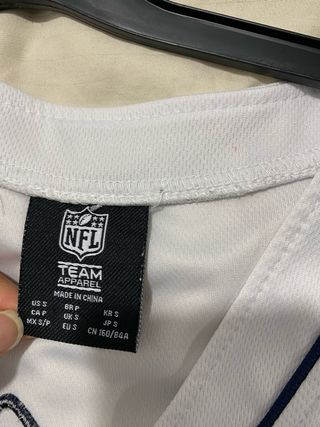 NFL
TEAM
APPAREL
MADE IN CHINA
US S BR P KR S
CA P UK S JP S
MX S/P EU S CN 160/84A